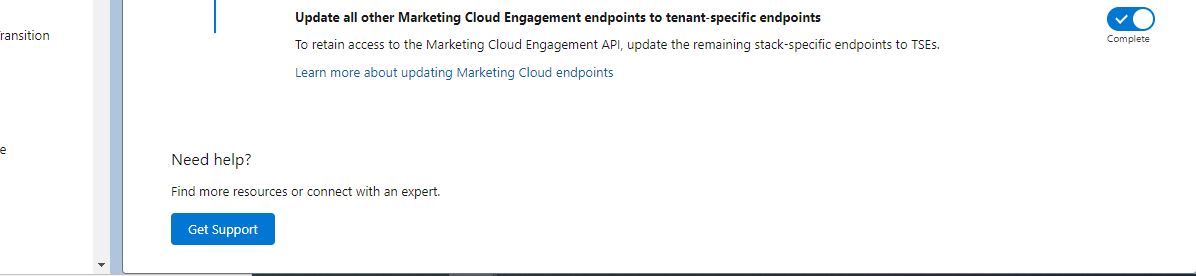 Update all other Marketing Cloud Engagement endpoints to tenant-specific endpoints
To retain access to the Marketing Cloud Engagement API, update the remaining stack-specific endpoints to TSEs.
Complete
Learn more about updating Marketing Cloud endpoints
ransition
e
Need help?
Find more resources or connect with an expert.
Get Support